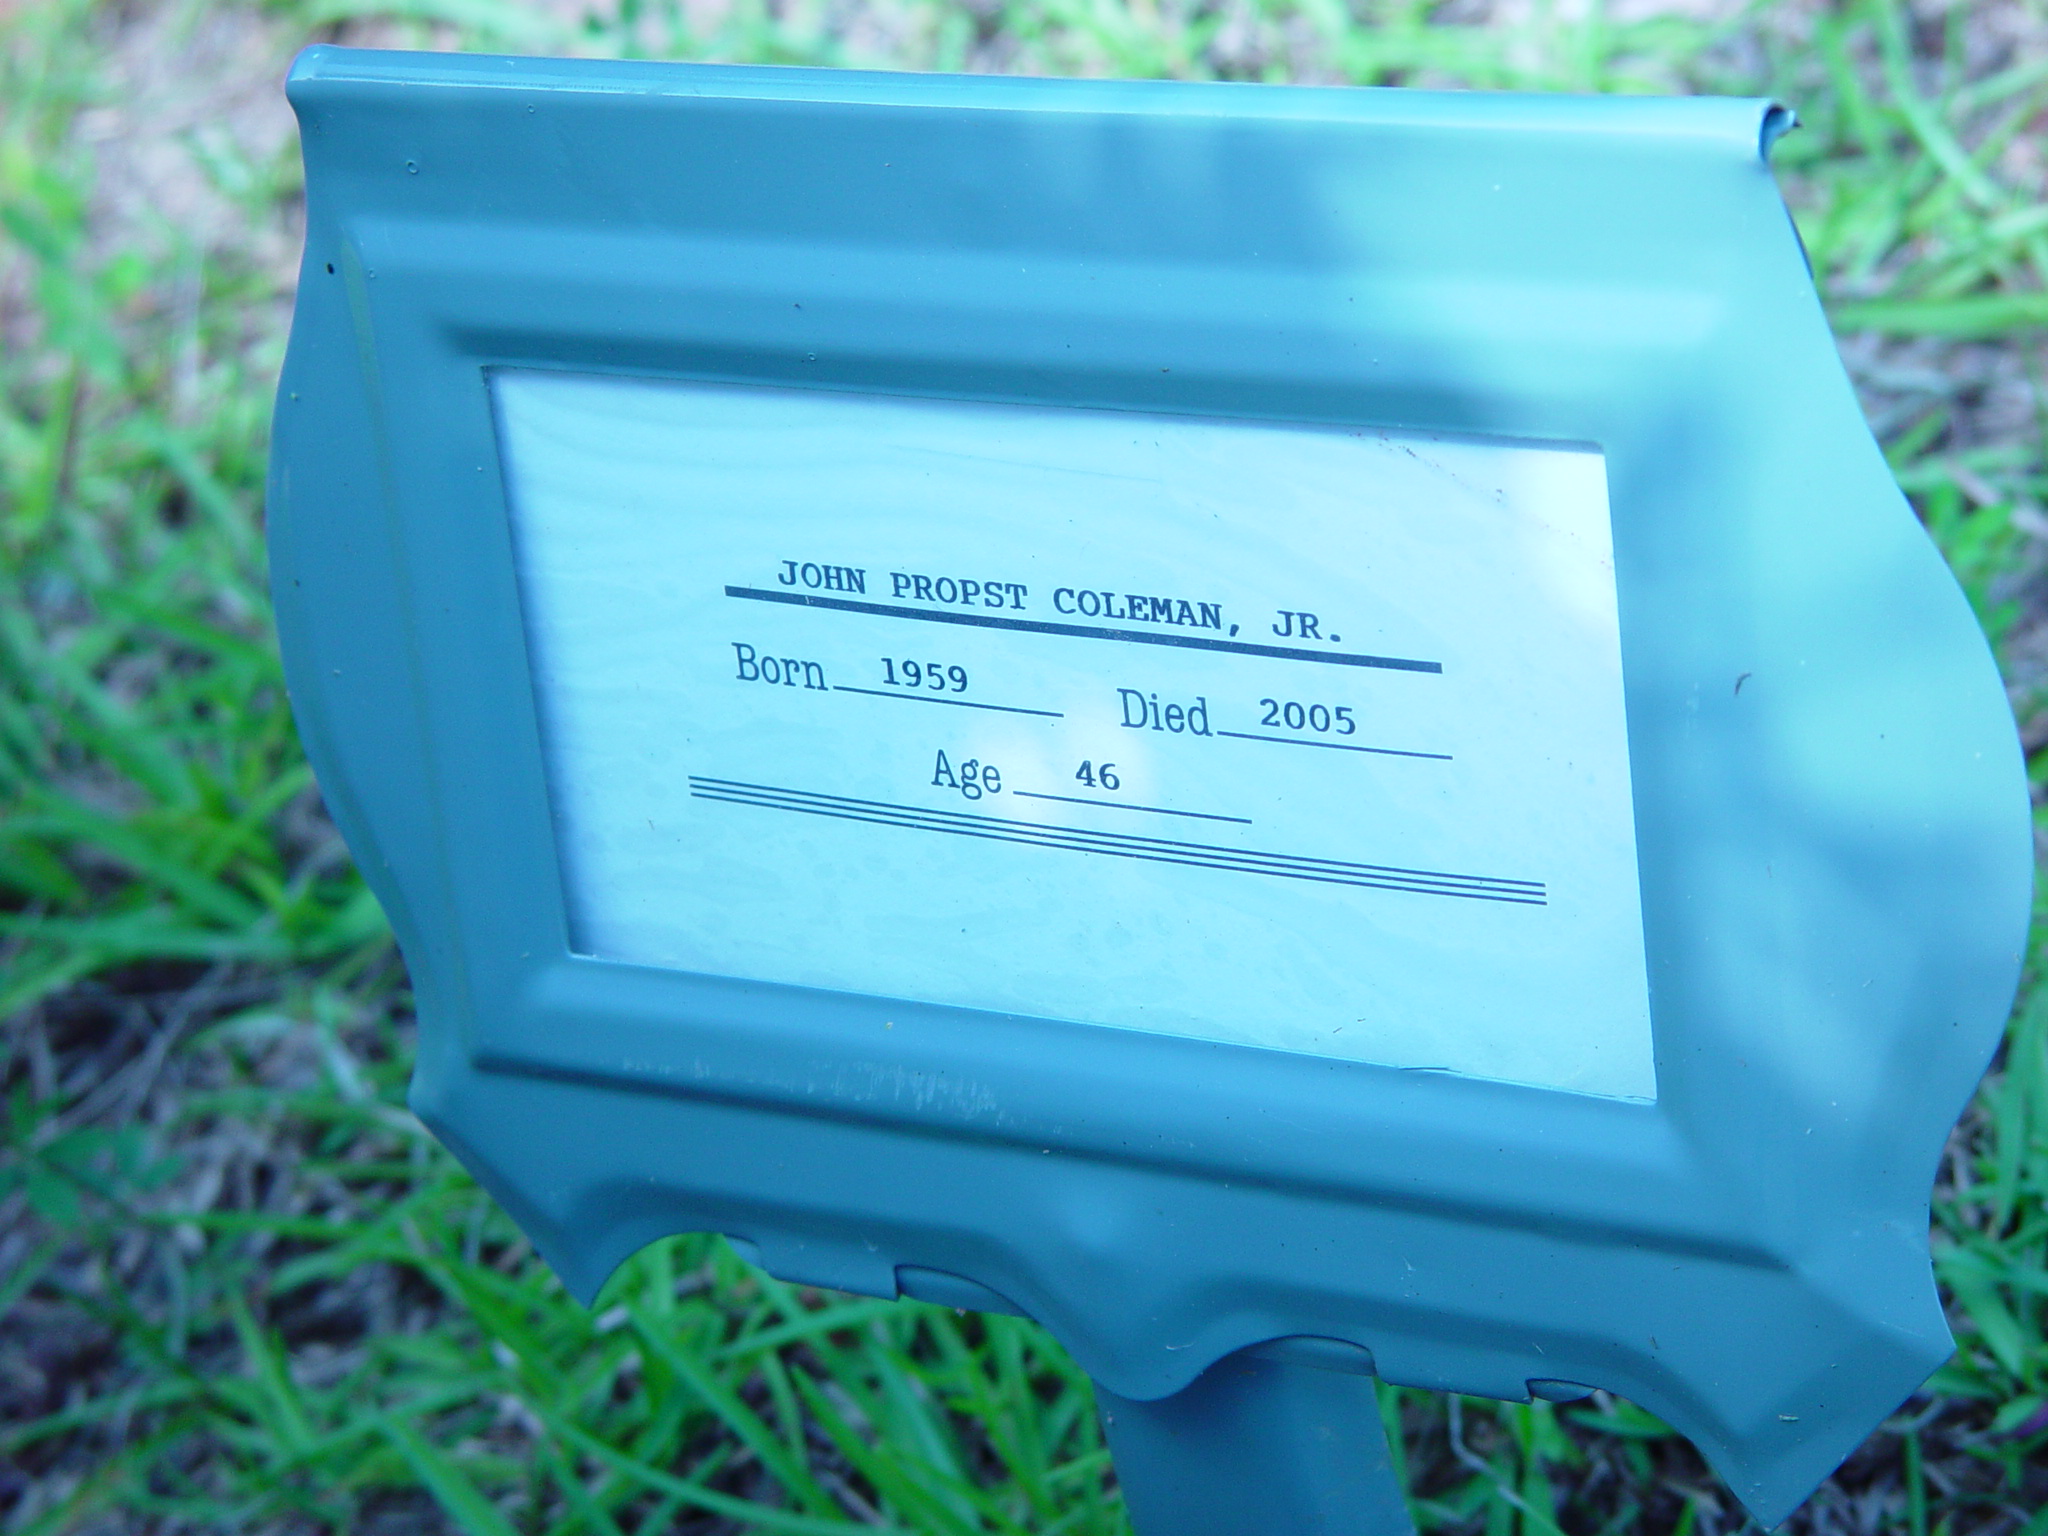 JOHN PROPST COLEMAN, JR.
Born 1959 Died 2005
Age 46